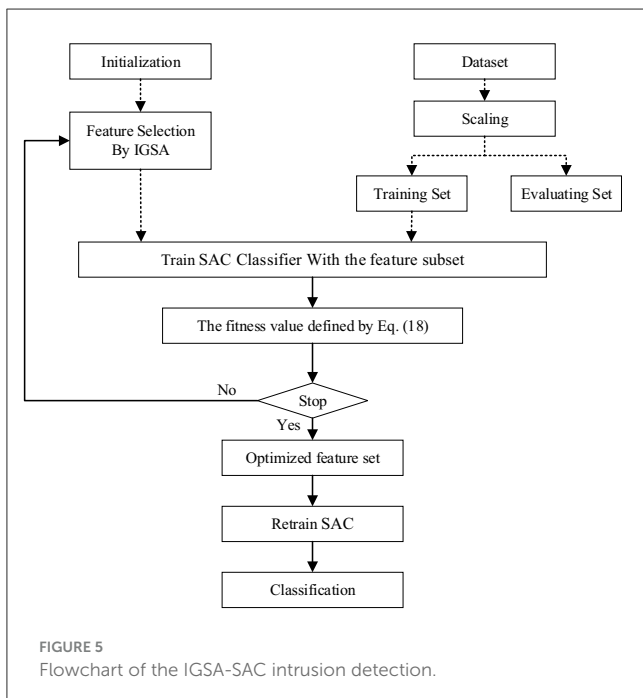 Initialization
Dataset
Feature Selection
By IGSA
Scaling
Training Set
Evaluating Set
Train SAC Classifier With the feature subset
The fitness value defined by Eq. (18)
No
Stop
Yes
Optimized feature set
Retrain SAC
Classification
FIGURE 5
Flowchart of the IGSA-SAC intrusion detection.